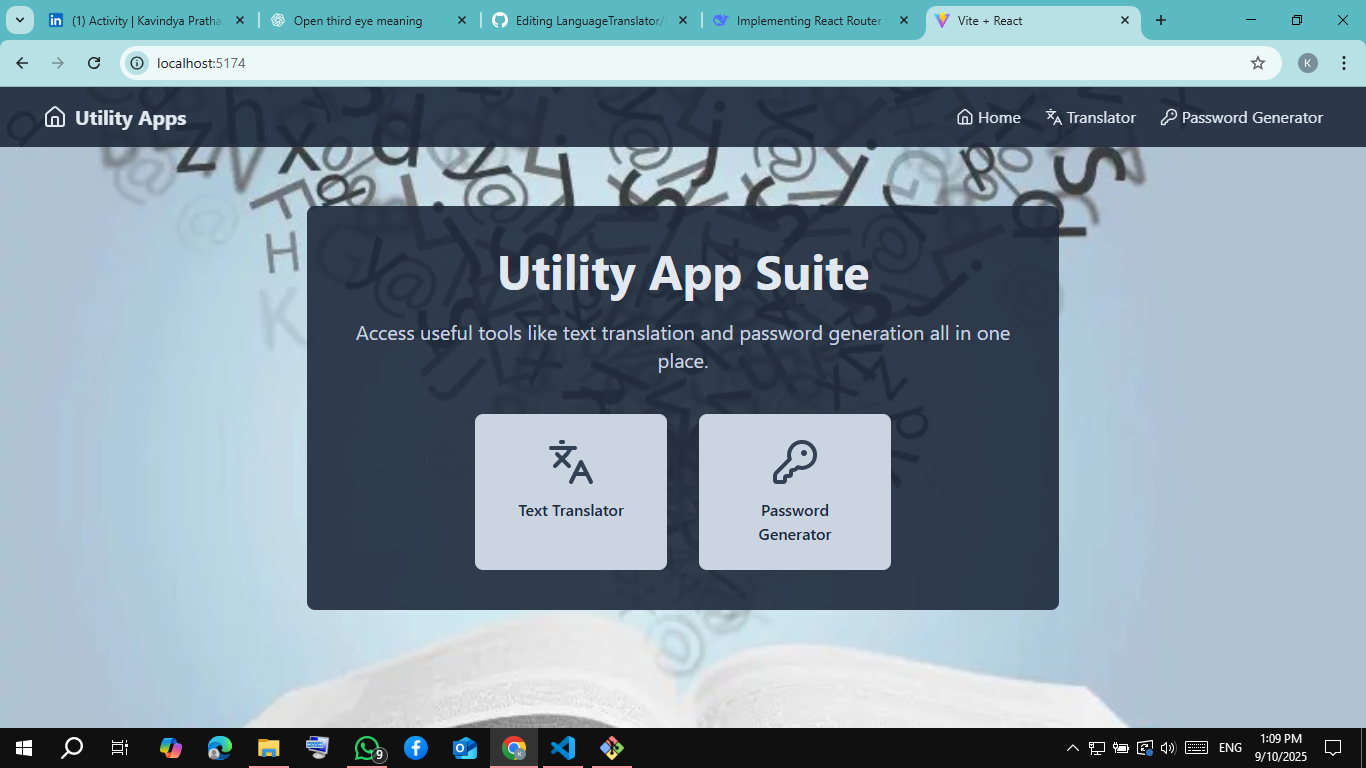 (1) Activity | Kavindya Pratha
Open third eye meaning
Editing LanguageTranslator/
Implementing React Router
Vite + React
localhost:5174
K
Utility Apps
Home
Translator
Password Generator
Utility App Suite
Access useful tools like text translation and password generation all in one
place.
Text Translator
Password
Generator
9
ENG
1:09 PM
9/10/2025